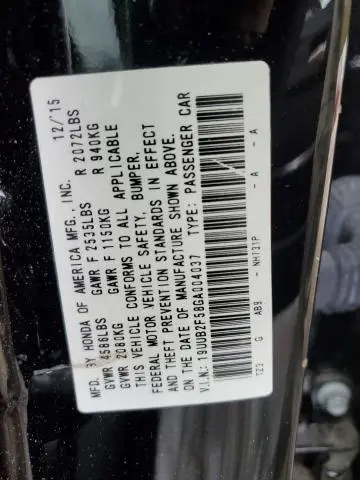 MFD. BY HONDA OF AMERICA MFG., INC. 12/15
GVWR 4586LBS GAWR F 2535LBS R 2072LBS
GVWR 2080KG GAWR F 1150KG R 940KG
THIS VEHICLE CONFORMS TO ALL APPLICABLE
FEDERAL MOTOR VEHICLE SAFETY, BUMPER,
AND THEFT PREVENTION STANDARDS IN EFFECT
ON THE DATE OF MANUFACTURE SHOWN ABOVE.
V.I.N.: 19UUB2F58GA004037 TYPE: PASSENGER CAR
TZ3 G AB9 - NH731P - A - A